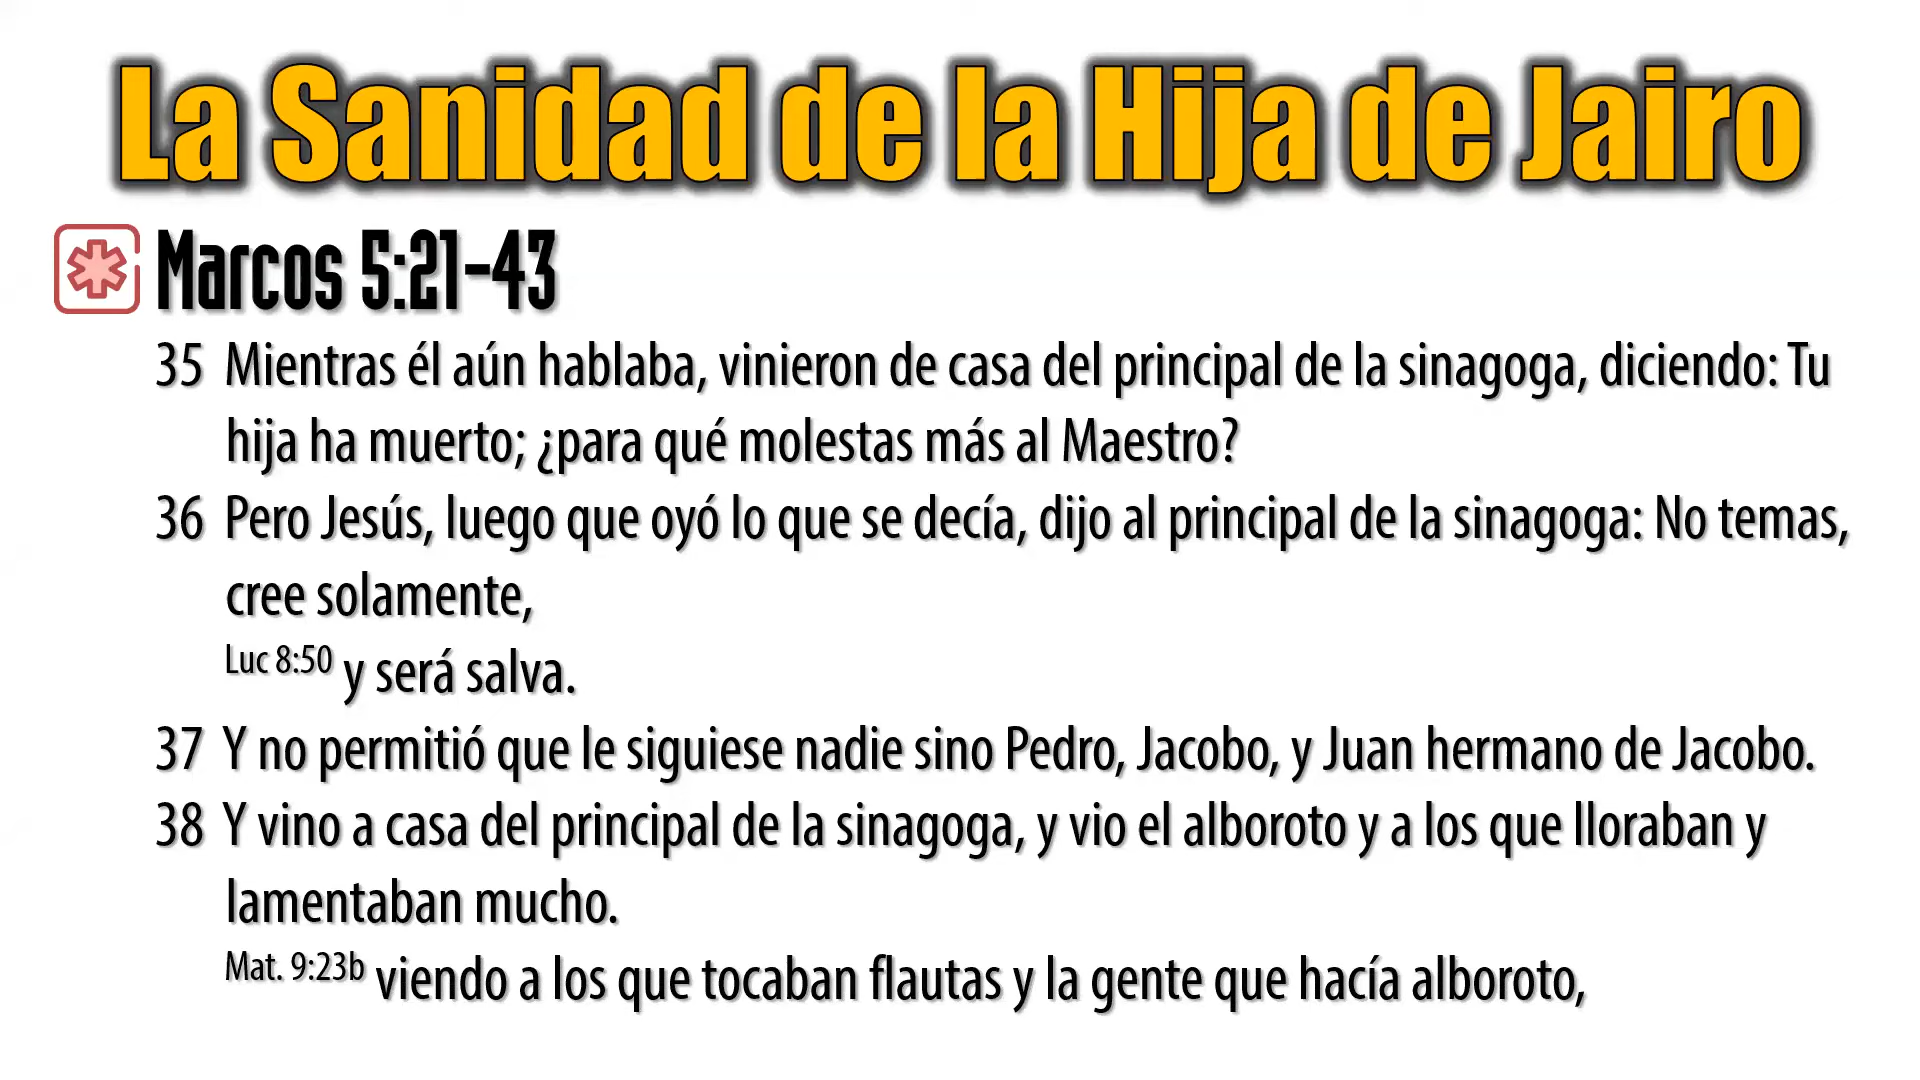 La Sanidad de la Hija de Jairo
Marcos 5:21-43
35 Mientras él aún hablaba, vinieron de casa del principal de la sinagoga, diciendo: Tu
hija ha muerto; ¿para qué molestas más al Maestro?
36 Pero Jesús, luego que oyó lo que se decía, dijo al principal de la sinagoga: No temas,
cree solamente,
Luc 8:50 y será salva.
37 Y no permitió que le siguiese nadie sino Pedro, Jacobo, y Juan hermano de Jacobo.
38 Y vino a casa del principal de la sinagoga, y vio el alboroto y a los que lloraban y
lamentaban mucho.
Mat. 9:23b viendo a los que tocaban flautas y la gente que hacía alboroto,